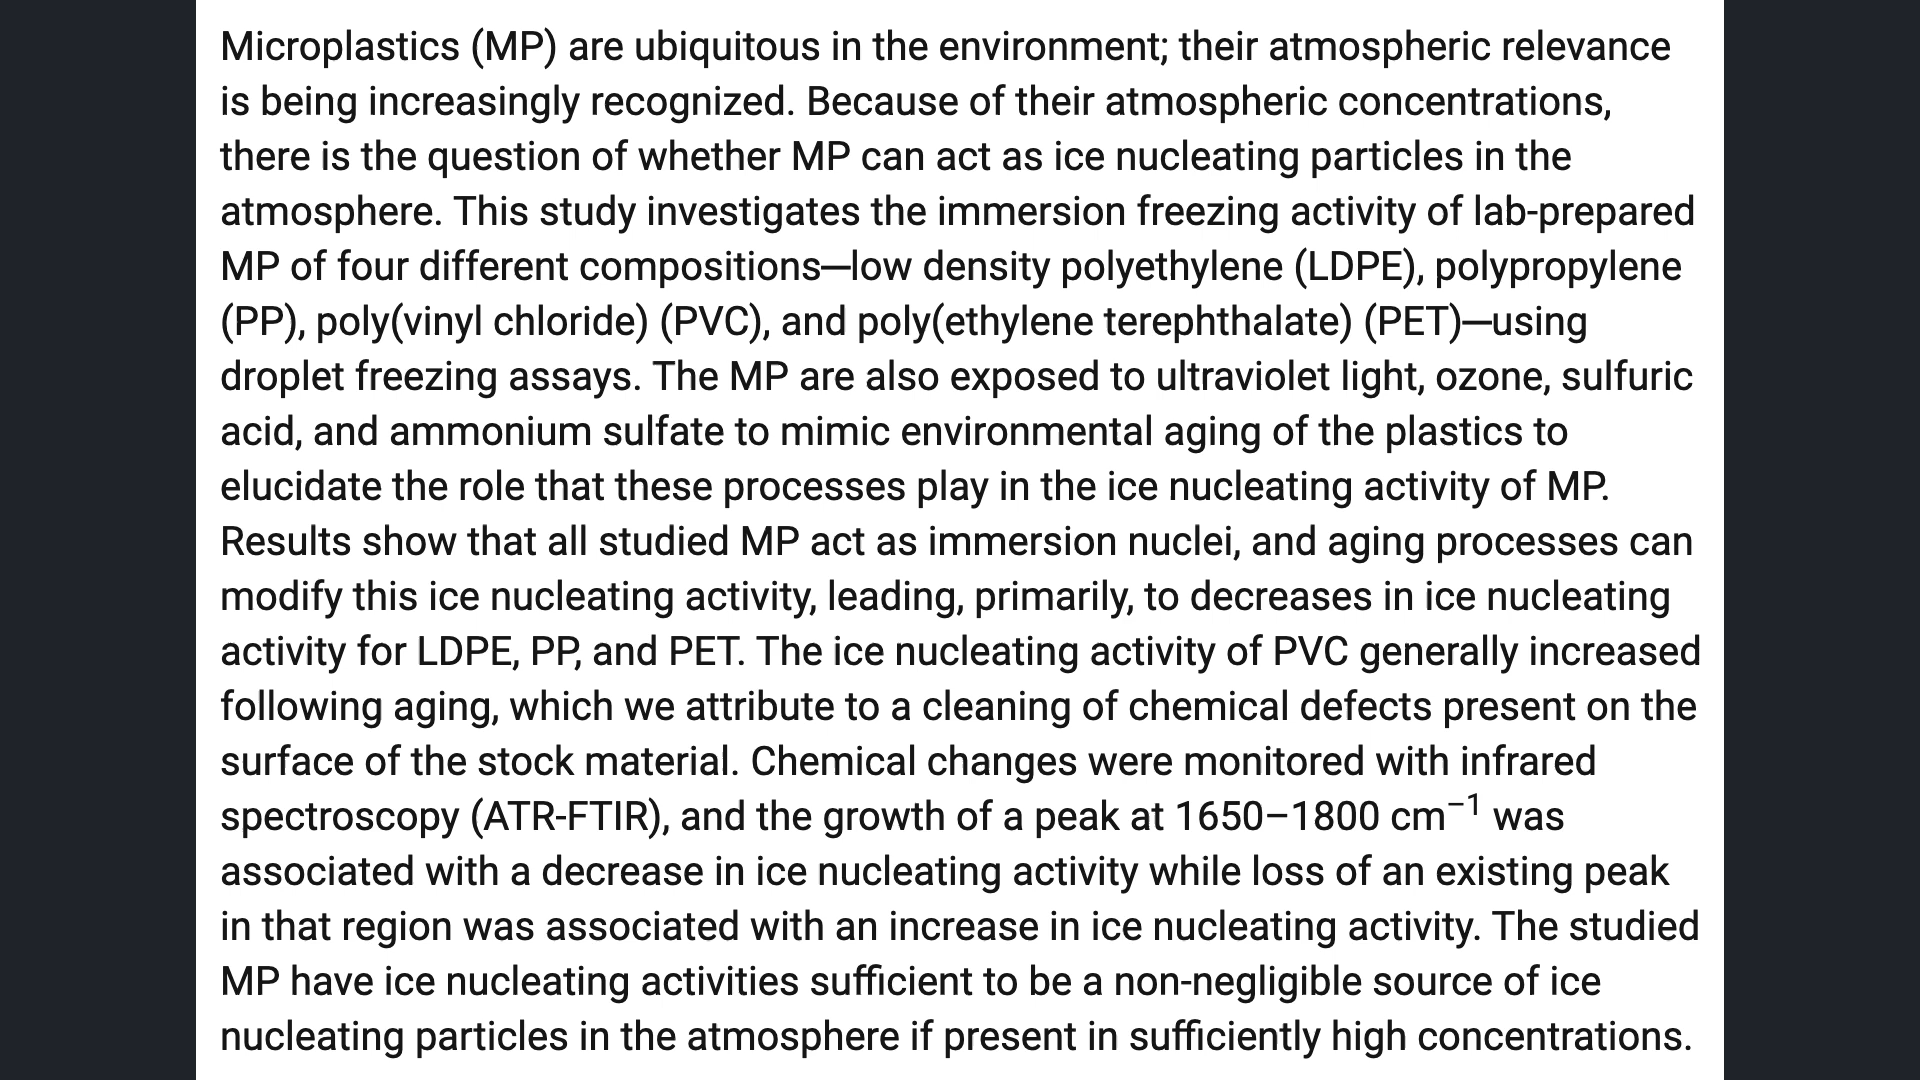 Microplastics (MP) are ubiquitous in the environment; their atmospheric relevance
is being increasingly recognized. Because of their atmospheric concentrations,
there is the question of whether MP can act as ice nucleating particles in the
atmosphere. This study investigates the immersion freezing activity of lab-prepared
MP of four different compositions—low density polyethylene (LDPE), polypropylene
(PP), poly(vinyl chloride) (PVC), and poly(ethylene terephthalate) (PET)—using
droplet freezing assays. The MP are also exposed to ultraviolet light, ozone, sulfuric
acid, and ammonium sulfate to mimic environmental aging of the plastics to
elucidate the role that these processes play in the ice nucleating activity of MP.
Results show that all studied MP act as immersion nuclei, and aging processes can
modify this ice nucleating activity, leading, primarily, to decreases in ice nucleating
activity for LDPE, PP, and PET. The ice nucleating activity of PVC generally increased
following aging, which we attribute to a cleaning of chemical defects present on the
surface of the stock material. Chemical changes were monitored with infrared
spectroscopy (ATR-FTIR), and the growth of a peak at 1650–1800 cm⁻¹ was
associated with a decrease in ice nucleating activity while loss of an existing peak
in that region was associated with an increase in ice nucleating activity. The studied
MP have ice nucleating activities sufficient to be a non-negligible source of ice
nucleating particles in the atmosphere if present in sufficiently high concentrations.